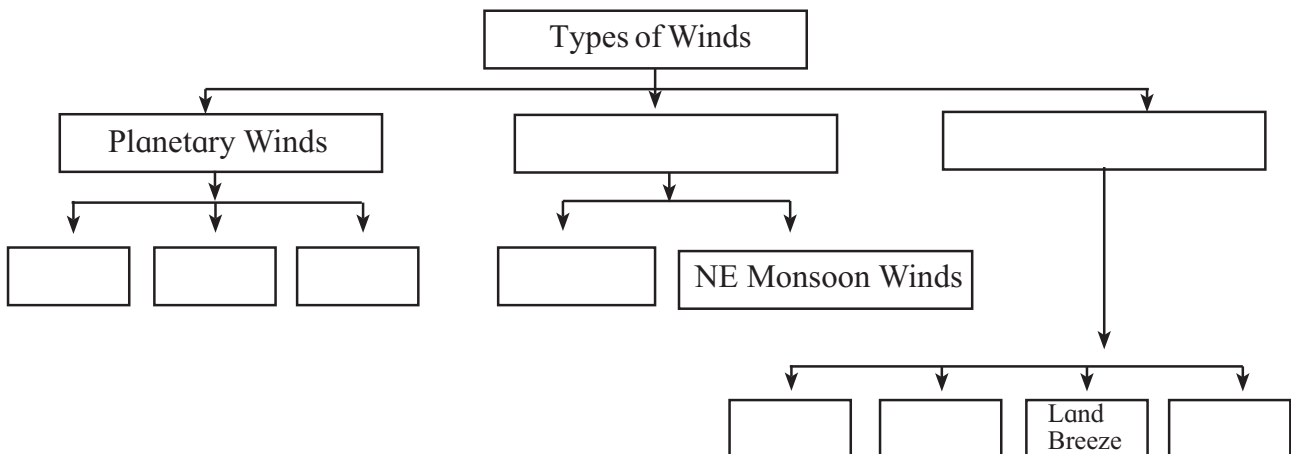 Types of Winds
Planetary Winds
NE Monsoon Winds
Land
Breeze